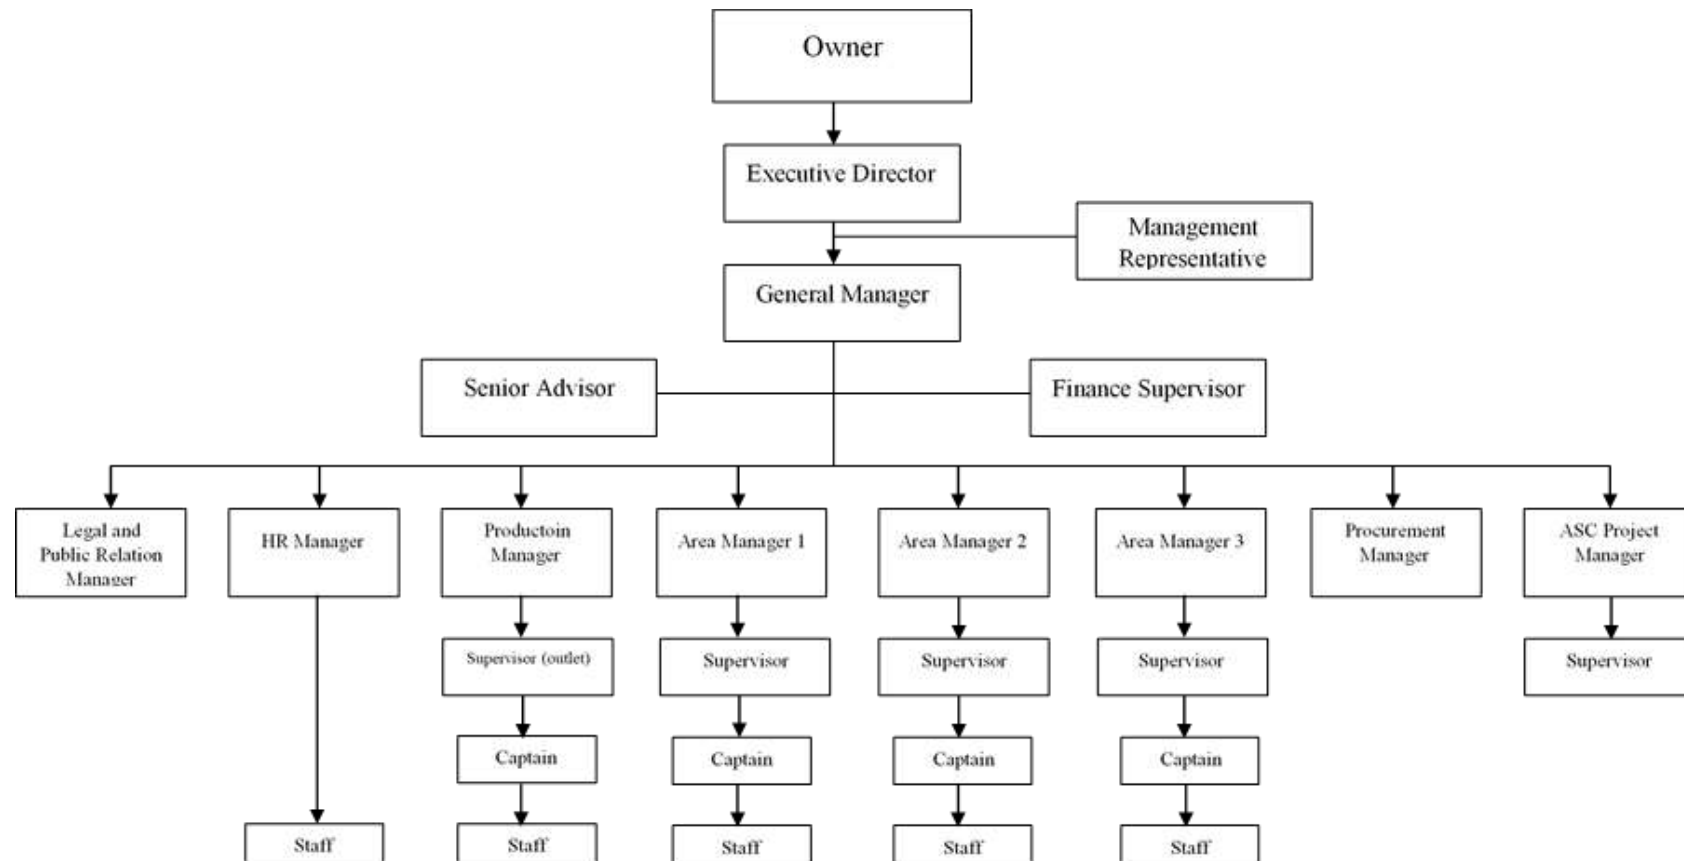 Owner
Executive Director
Management
Representative
General Manager
Senior Advisor
Finance Supervisor
Legal and
Public Relation
Manager
HR Manager
Productoin
Manager
Area Manager 1
Area Manager 2
Area Manager 3
Procurement
Manager
ASC Project
Manager
Supervisor (outlet)
Supervisor
Supervisor
Supervisor
Supervisor
Captain
Captain
Captain
Captain
Staff
Staff
Staff
Staff
Staff